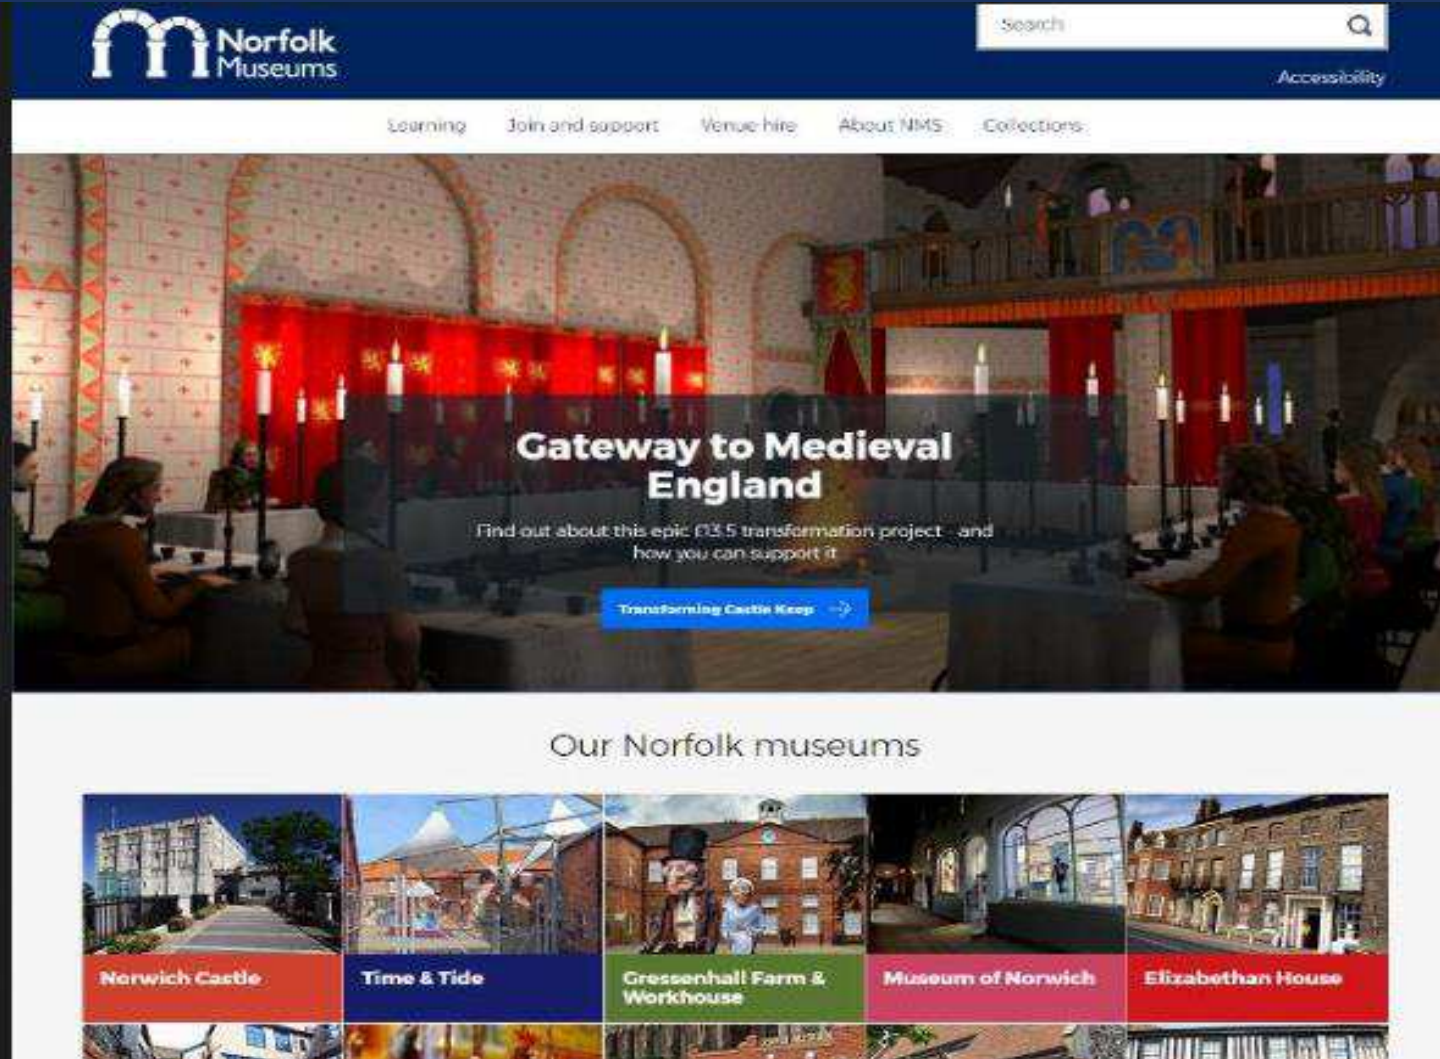 Norfolk
Museums
Search
Accessibility
Learning Join and support Venue hire About NMS Collections
Gateway to Medieval
England
Find out about this epic £13.5 transformation project and
how you can support it
Transforming Castle Keep
Our Norfolk museums
Norwich Castle
Time & Tide
Gressenhall Farm &
Workhouse
Museum of Norwich
Elizabethan House